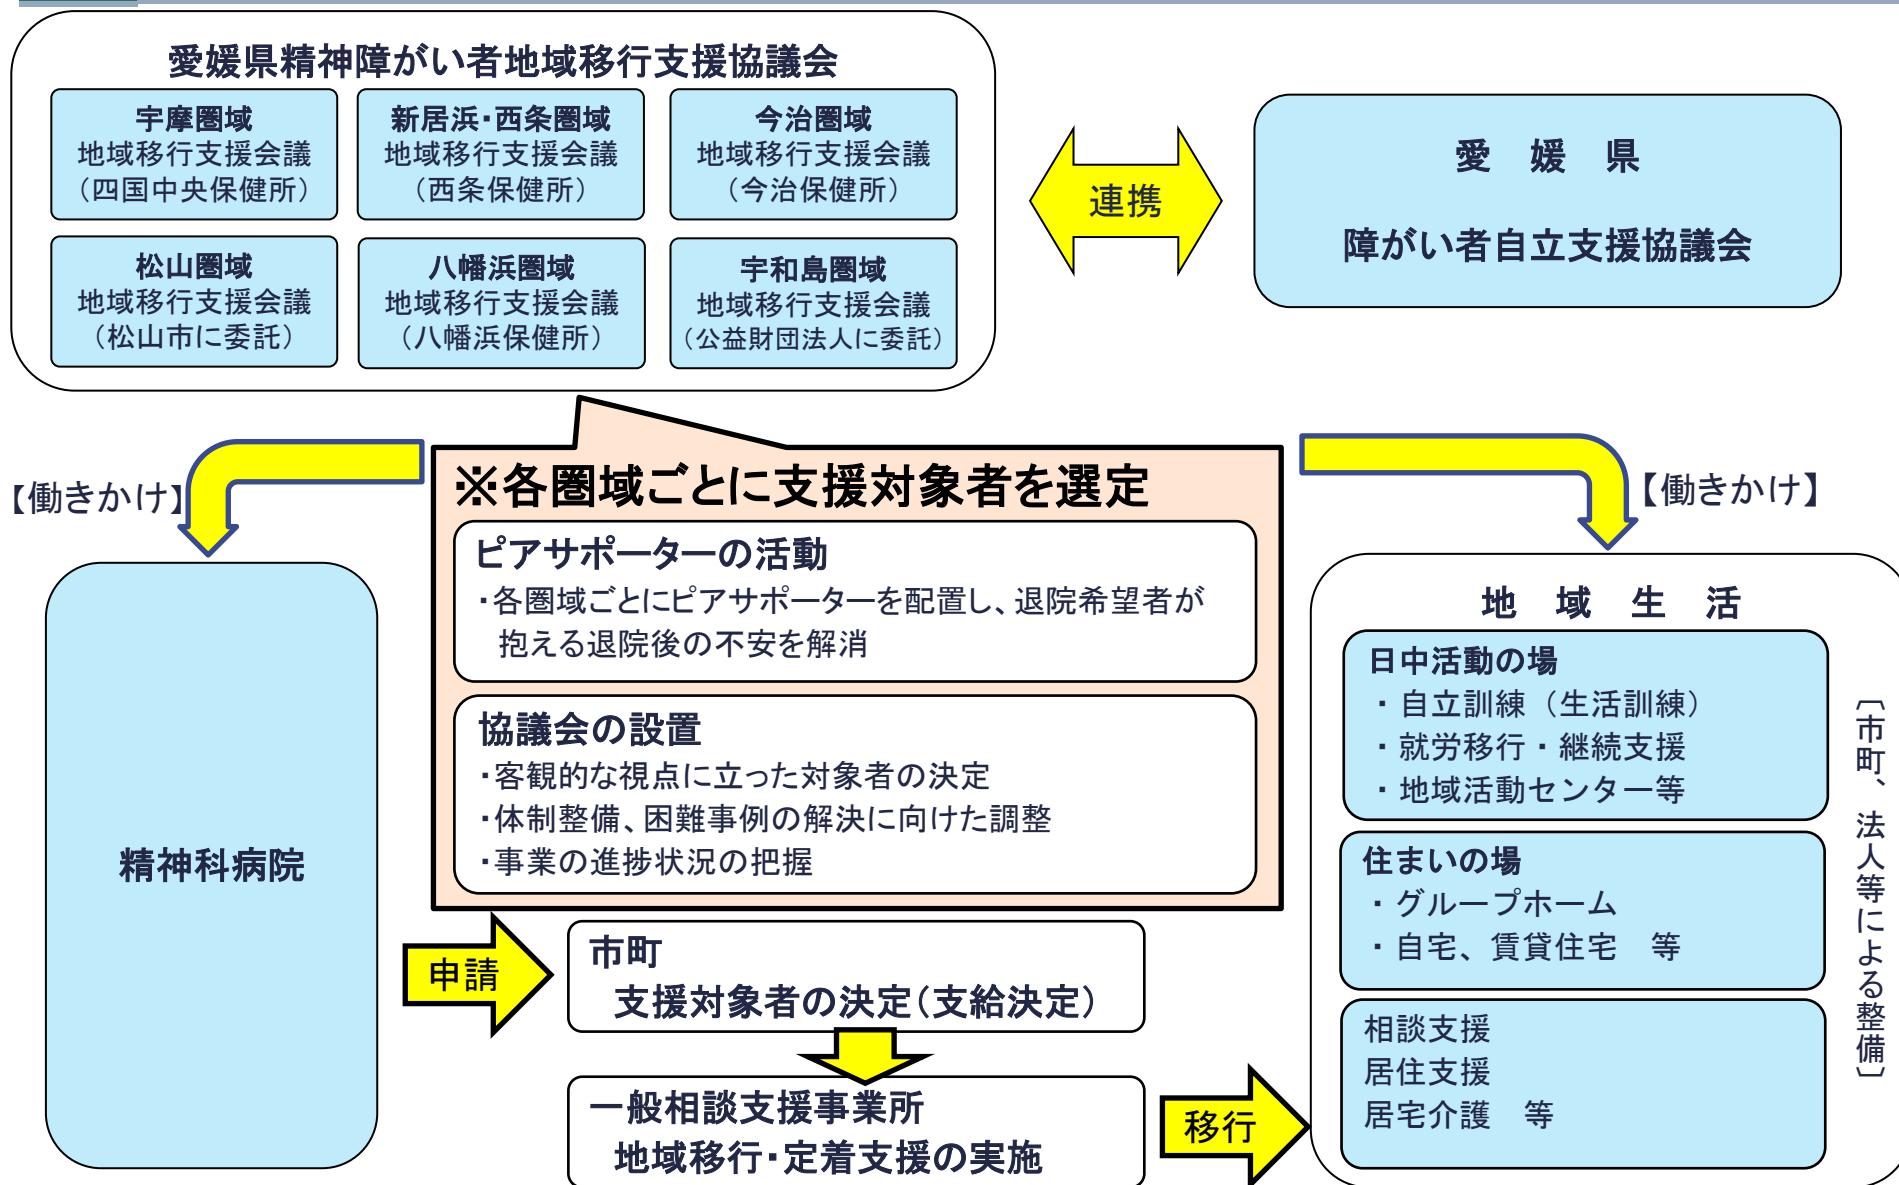 愛媛県精神障がい者地域移行支援協議会
宇摩圏域
地域移行支援会議
（四国中央保健所）
新居浜・西条圏域
地域移行支援会議
（西条保健所）
今治圏域
地域移行支援会議
（今治保健所）
松山圏域
地域移行支援会議
（松山市に委託）
八幡浜圏域
地域移行支援会議
（八幡浜保健所）
宇和島圏域
地域移行支援会議
（公益財団法人に委託）
連携
愛　媛　県
障がい者自立支援協議会
【働きかけ】
※各圏域ごとに支援対象者を選定
ピアサポーターの活動
・各圏域ごとにピアサポーターを配置し、退院希望者が
抱える退院後の不安を解消
協議会の設置
・客観的な視点に立った対象者の決定
・体制整備、困難事例の解決に向けた調整
・事業の進捗状況の把握
【働きかけ】
精神科病院
申請
市町
支援対象者の決定（支給決定）
一般相談支援事業所
地域移行・定着支援の実施
移行
地　域　生　活
日中活動の場
・自立訓練（生活訓練）
・就労移行・継続支援
・地域活動センター等
住まいの場
・グループホーム
・自宅、賃貸住宅　等
相談支援
居住支援
居宅介護　等
〔市町、法人等による整備〕